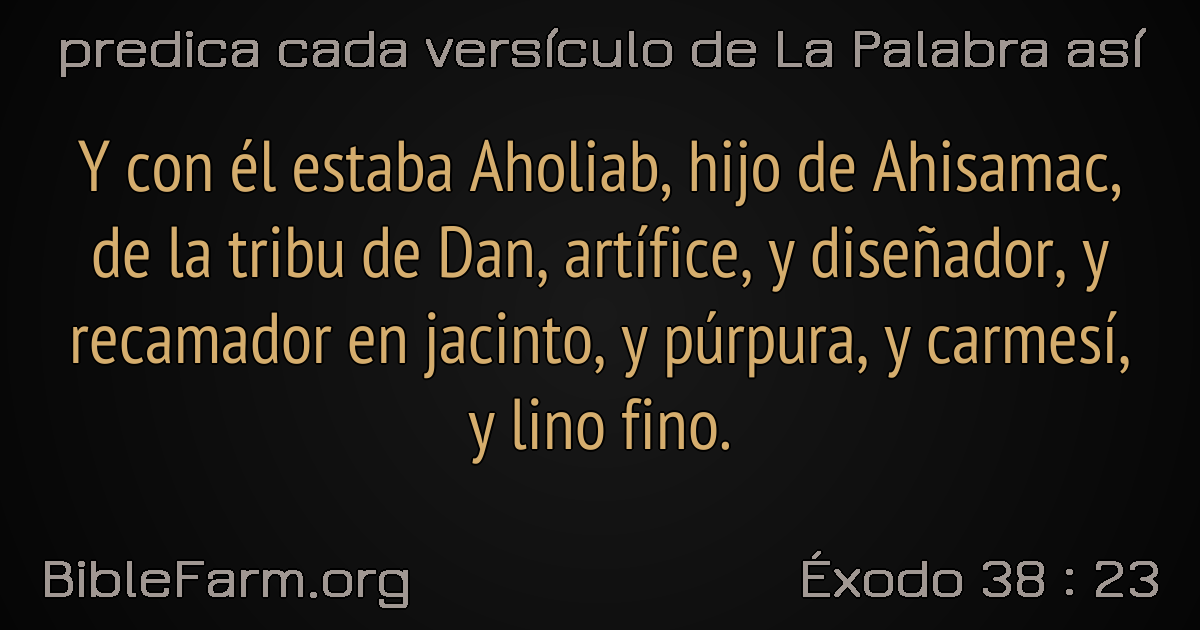 predica cada versículo de La Palabra así
Y con él estaba Aholiab, hijo de Ahisamac,
de la tribu de Dan, artífice, y diseñador, y
recamador en jacinto, y púrpura, y carmesí,
y lino fino.
BibleFarm.org
Éxodo 38 : 23